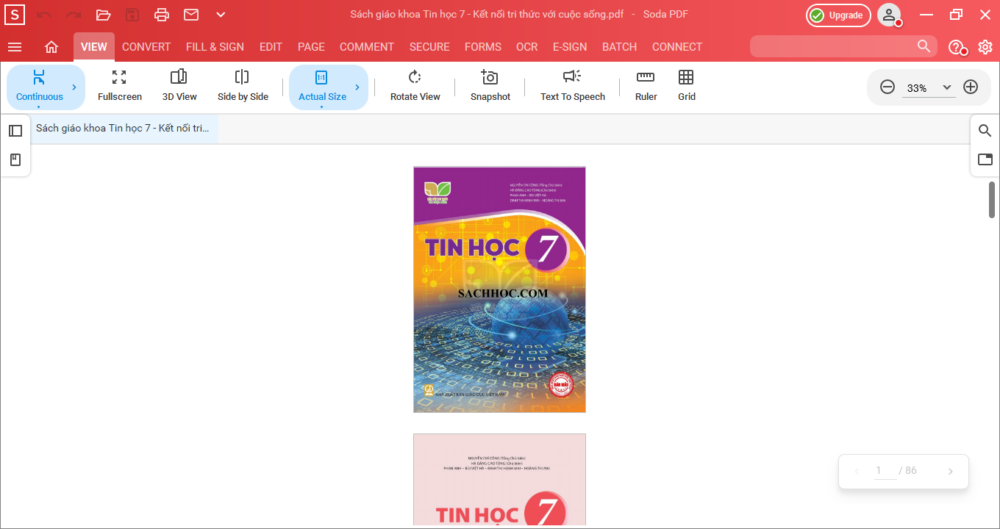 S
Sách giáo khoa Tin học 7 - Kết nối tri thức với cuộc sống.pdf - Soda PDF
Upgrade
VIEW CONVERT FILL & SIGN EDIT PAGE COMMENT SECURE FORMS OCR E-SIGN BATCH CONNECT
Continuous Fullscreen 3D View Side by Side Actual Size Rotate View Snapshot Text To Speech Ruler Grid
33%
Sách giáo khoa Tin học 7 - Kết nối tri...
NGUYỄN CHÍ CÔNG (Tổng Chủ biên)
HÀ ĐẶNG CAO TÙNG (Chủ biên)
PHAN ANH – BÙI VIỆT HÀ
ĐINH THỊ HẠNH MAI – HOÀNG THỊ MAI
TIN HỌC 7
SACHHOC.COM
NHÀ XUẤT BẢN GIÁO DỤC VIỆT NAM
NGUYỄN CHÍ CÔNG (Tổng Chủ biên)
HÀ ĐẶNG CAO TÙNG (Chủ biên)
PHAN ANH – BÙI VIỆT HÀ – ĐINH THỊ HẠNH MAI – HOÀNG THỊ MAI
TIN HỌC 7
1 / 86